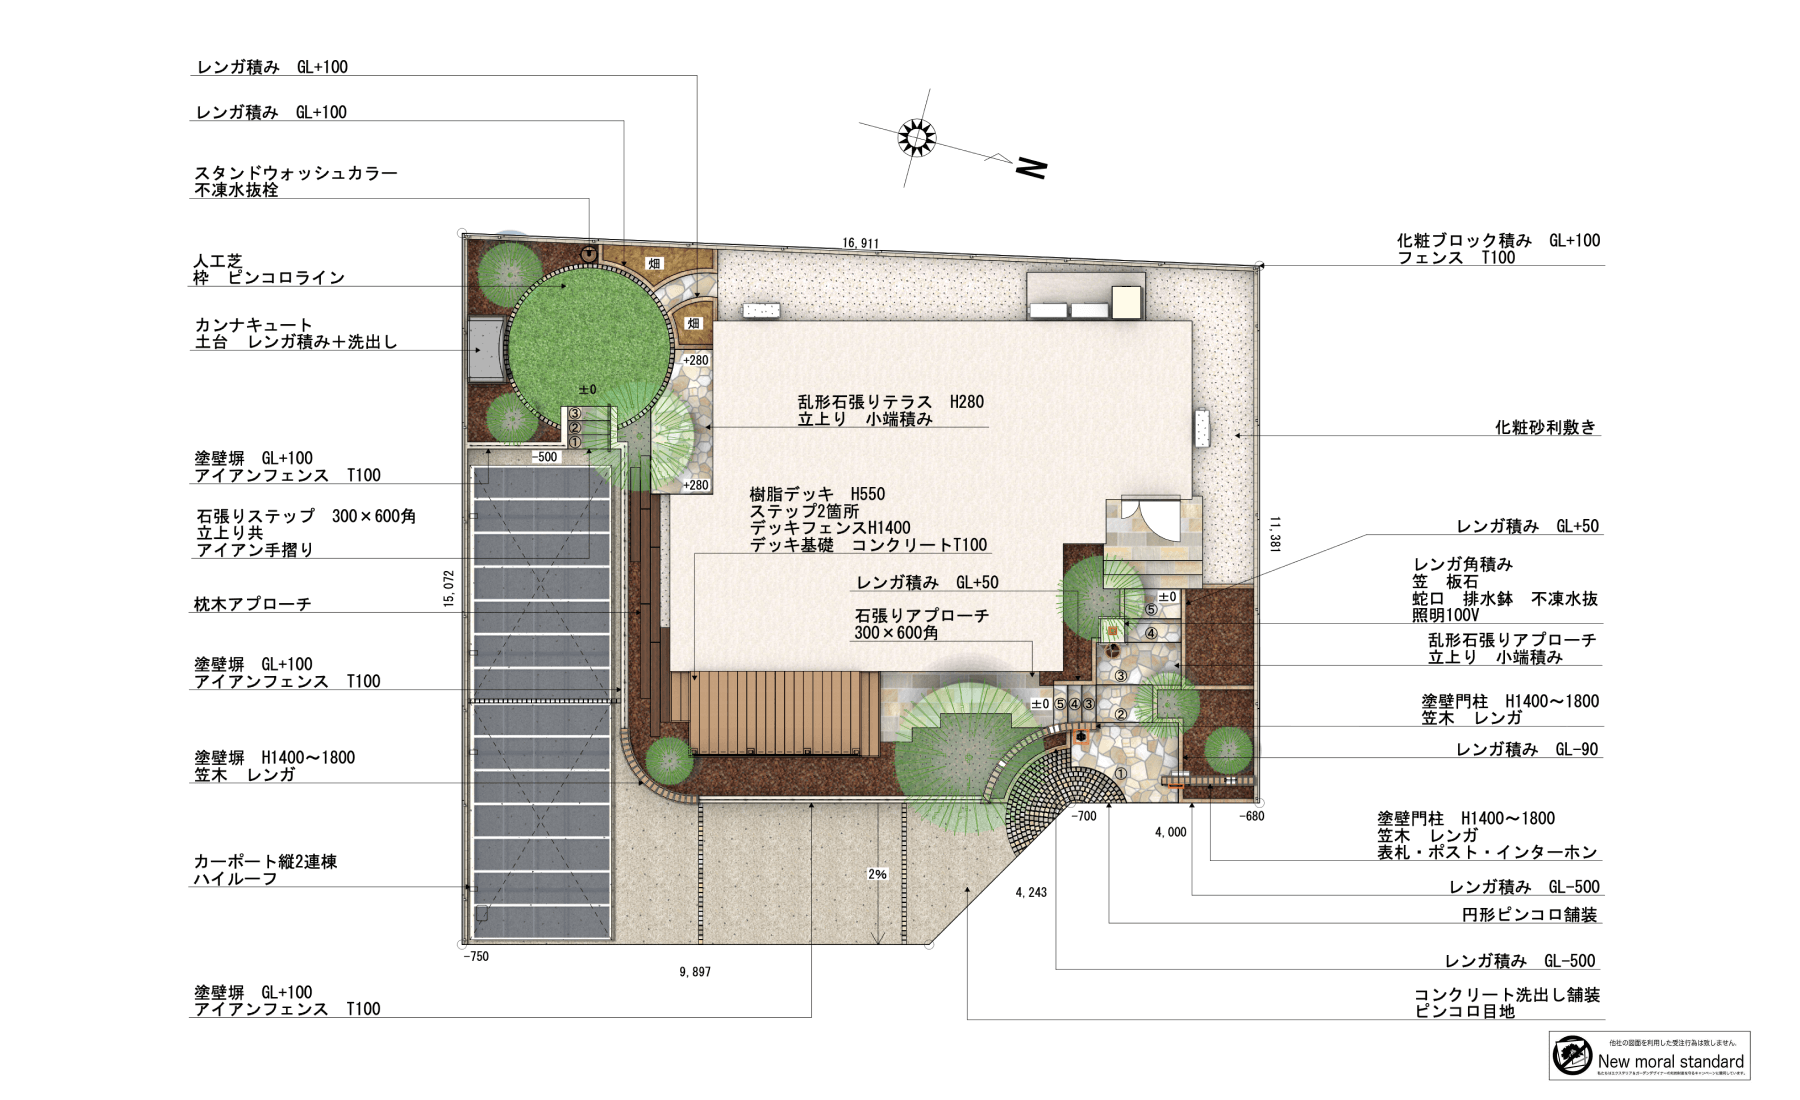 レンガ積み　GL+100
レンガ積み　GL+100
スタンドウォッシュカラー
不凍水抜栓
人工芝
枠　ピンコロライン
カンナキュート
土台　レンガ積み＋洗出し
塗壁塀　GL+100
アイアンフェンス　T100
石張りステップ　300×600角
立上り共
アイアン手摺り
枕木アプローチ
塗壁塀　GL+100
アイアンフェンス　T100
塗壁塀　H1400～1800
笠木　レンガ
カーポート縦2連棟
ハイルーフ
塗壁塀　GL+100
アイアンフェンス　T100
N
16,911
畑
畑
+280
±0
③
②
①
-500
+280
15,072
乱形石張りテラス　H280
立上り　小端積み
樹脂デッキ　H550
ステップ2箇所
デッキフェンスH1400
デッキ基礎　コンクリートT100
レンガ積み　GL+50
石張りアプローチ
300×600角
11,381
±0
⑤
④
③
②
①
±0
⑤④③
-700
4,000
-680
2%
4,243
-750
9,897
化粧ブロック積み　GL+100
フェンス　T100
化粧砂利敷き
レンガ積み　GL+50
レンガ角積み
笠　板石
蛇口　排水鉢　不凍水抜
照明100V
乱形石張りアプローチ
立上り　小端積み
塗壁門柱　H1400～1800
笠木　レンガ
レンガ積み　GL-90
塗壁門柱　H1400～1800
笠木　レンガ
表札・ポスト・インターホン
レンガ積み　GL-500
円形ピンコロ舗装
レンガ積み　GL-500
コンクリート洗出し舗装
ピンコロ目地
他社の図面を利用した受注行為は致しません。
New moral standard